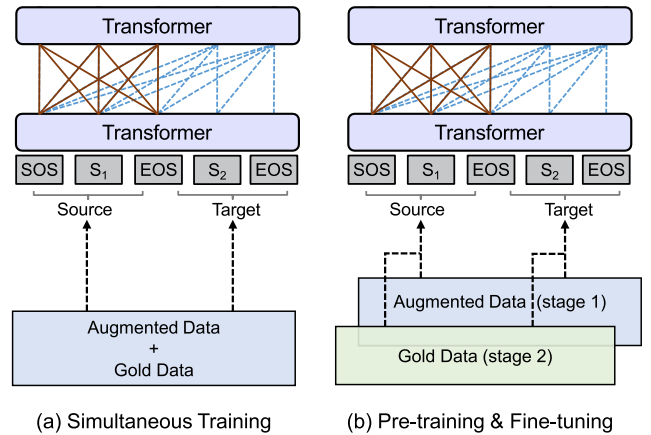 Transformer
Transformer
SOS S₁ EOS S₂ EOS
Source Target
Augmented Data
+
Gold Data
(a) Simultaneous Training
Transformer
Transformer
SOS S₁ EOS S₂ EOS
Source Target
Augmented Data (stage 1)
Gold Data (stage 2)
(b) Pre-training & Fine-tuning